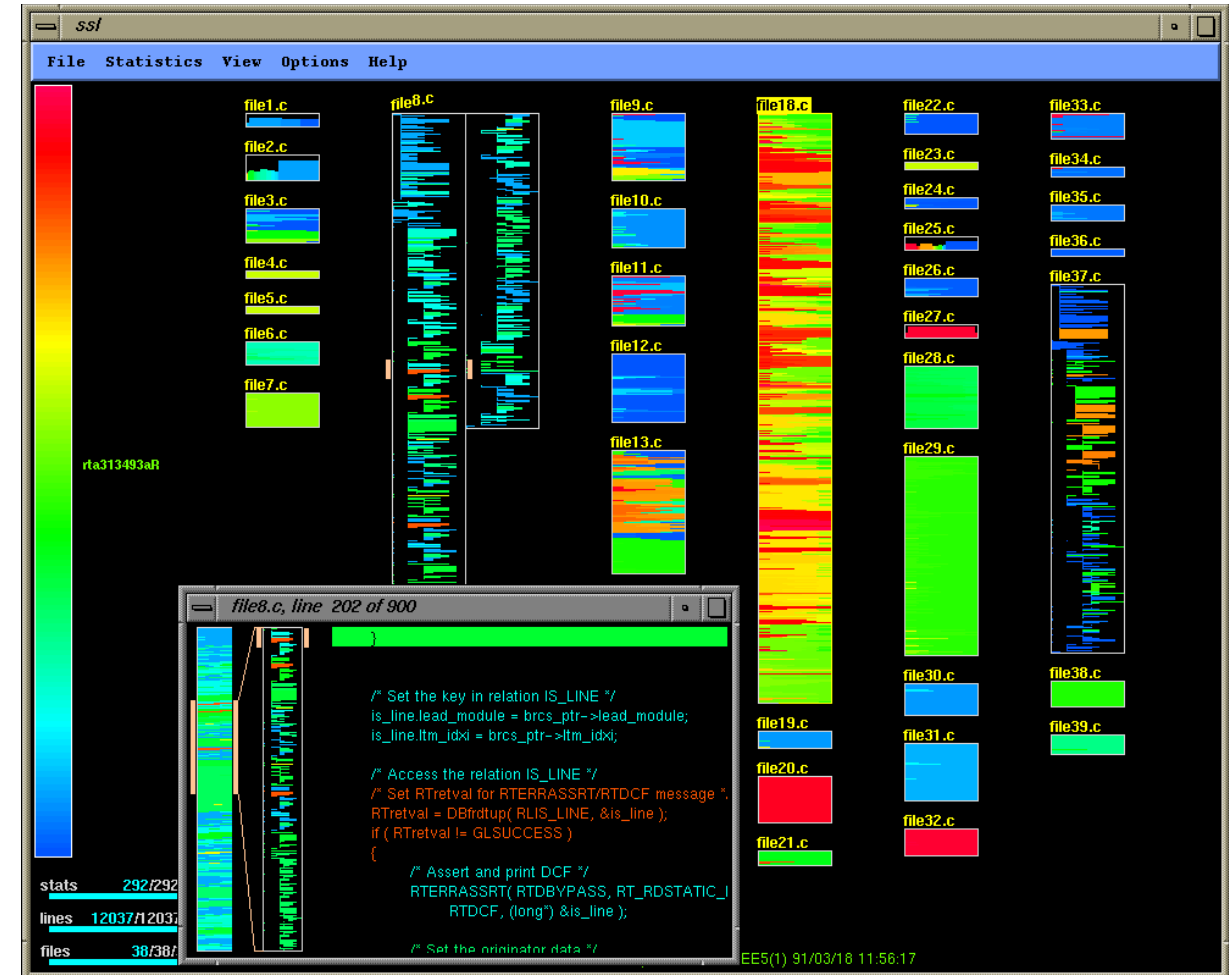 ssl
File Statistics View Options Help
file1.c
file2.c
file3.c
file4.c
file5.c
file6.c
file7.c
file8.c
file9.c
file10.c
file11.c
file12.c
file13.c
file18.c
file19.c
file20.c
file21.c
file22.c
file23.c
file24.c
file25.c
file26.c
file27.c
file28.c
file29.c
file30.c
file31.c
file32.c
file33.c
file34.c
file35.c
file36.c
file37.c
file38.c
file39.c
rta313493aR
file8.c, line 202 of 900
}
/* Set the key in relation IS_LINE */
is_line.lead_module = brcs_ptr->lead_module;
is_line.ltm_idxi = brcs_ptr->ltm_idxi;
/* Access the relation IS_LINE */
/* Set RTretval for RTERRASSRT/RTDCF message *
RTretval = DBfrdtup( RLIS_LINE, &is_line );
if ( RTretval != GLSUCCESS )
{
/* Assert and print DCF */
RTERRASSRT( RTDBYPASS, RT_RDSTATIC_
RTDCF, (long*) &is_line );
/* Set the originator data */
stats 292/292
lines 12037/12037
files 38/38/
EE5(1) 91/03/18 11:56:17